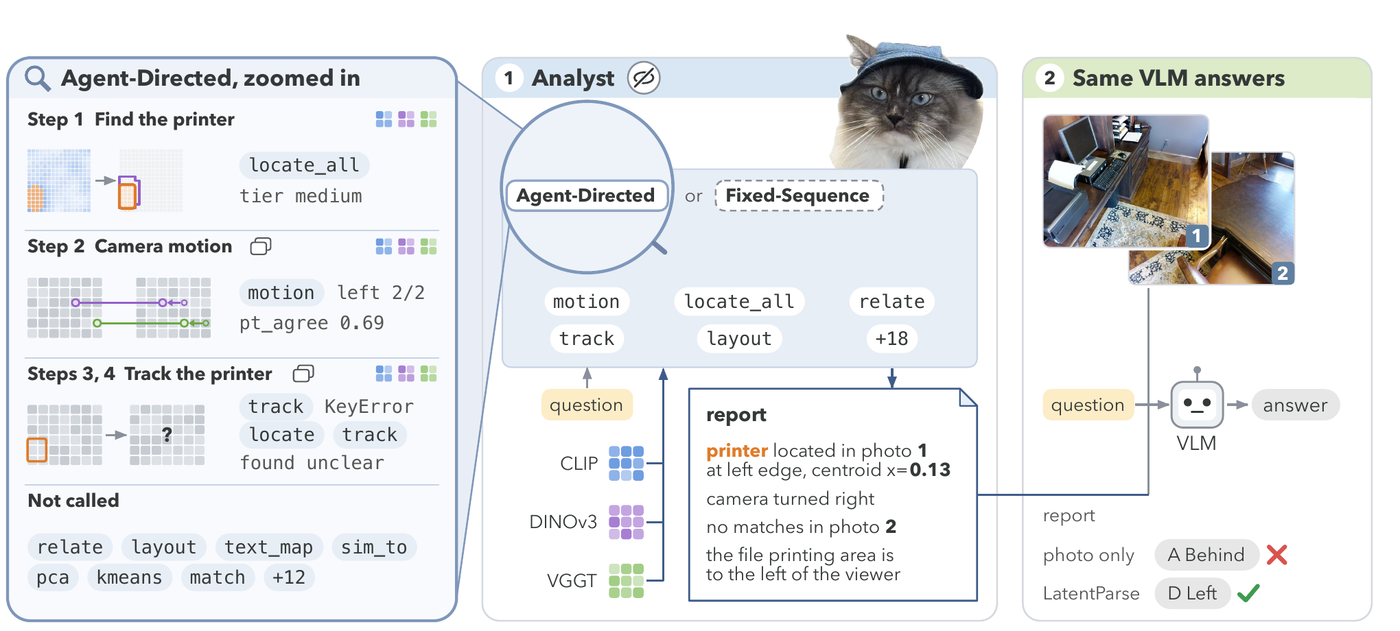 Agent-Directed, zoomed in
Step 1 Find the printer
locate_all
tier medium
Step 2 Camera motion
motion left 2/2
pt_agree 0.69
Steps 3, 4 Track the printer
?
track KeyError
locate track
found unclear
Not called
relate layout text_map sim_to
pca kmeans match +12
1 Analyst
Agent-Directed or Fixed-Sequence
motion locate_all relate
track layout +18
question
CLIP
DINOv3
VGGT
report
printer located in photo 1
at left edge, centroid x=0.13
camera turned right
no matches in photo 2
the file printing area is
to the left of the viewer
2 Same VLM answers
1
2
question answer
VLM
report
photo only A Behind
LatentParse D Left